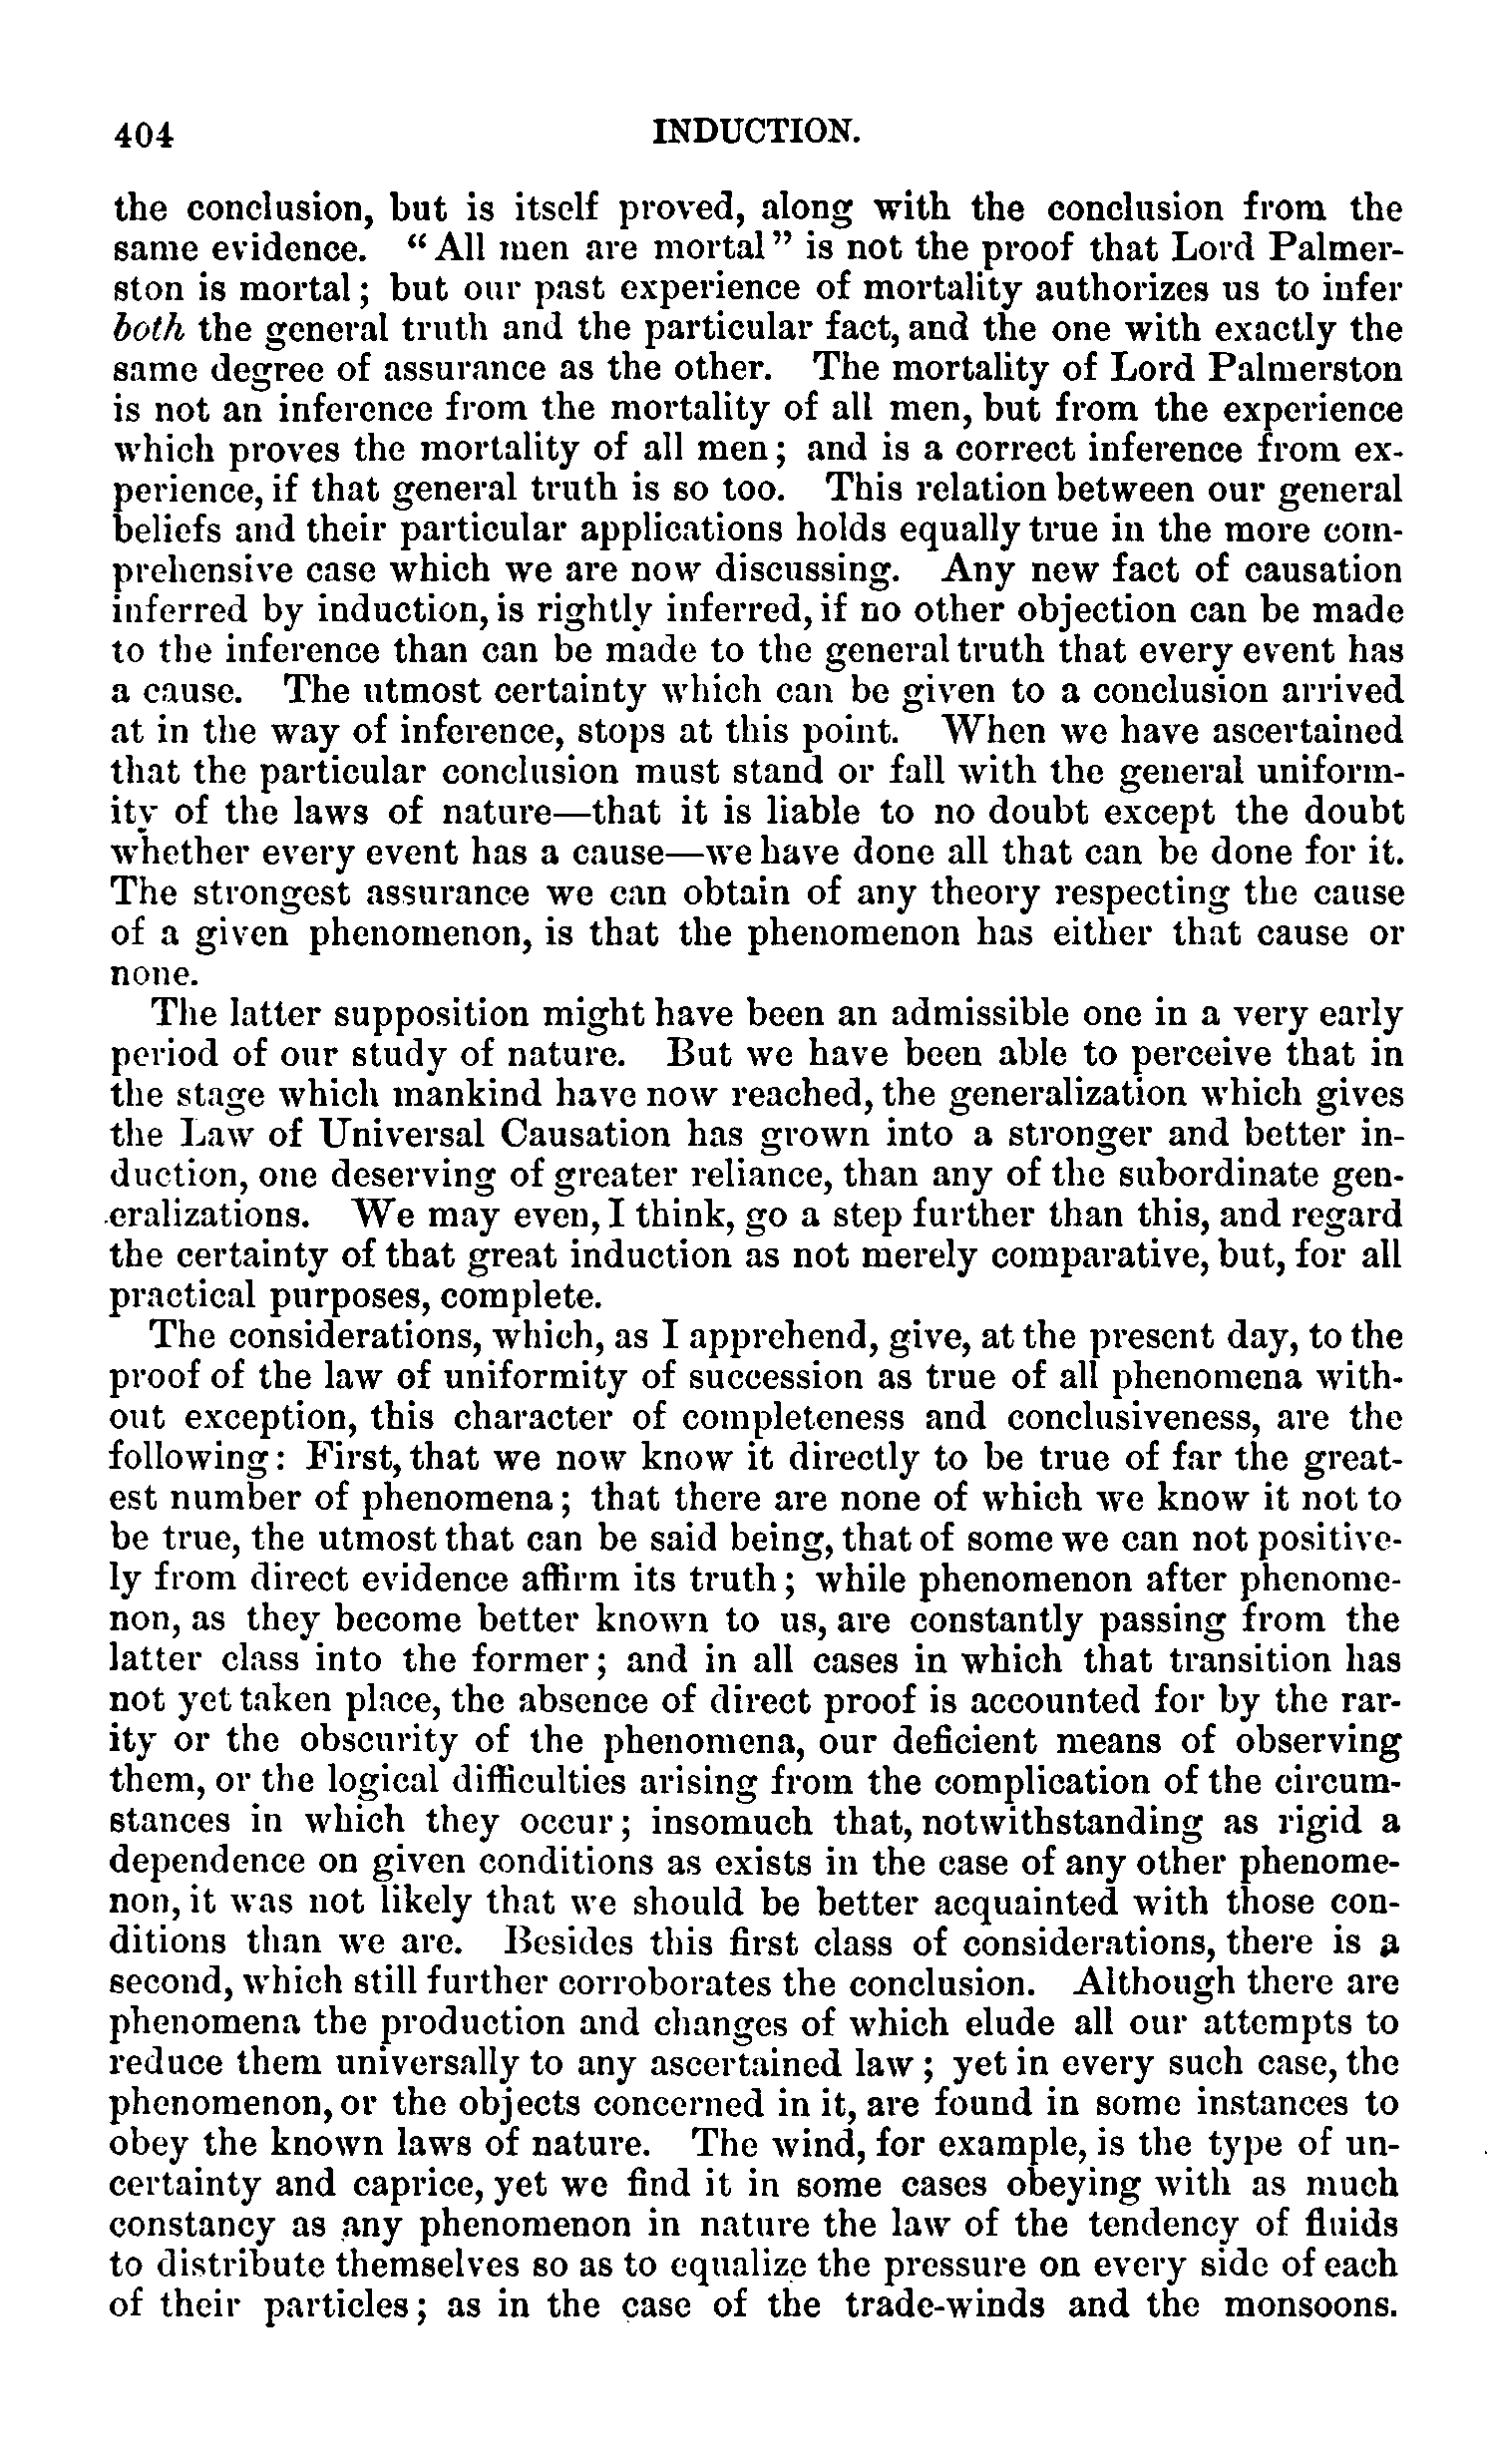 404 INDUCTION.
the conclusion, but is itself proved, along with the conclusion from the
same evidence. “All men are mortal” is not the proof that Lord Palmer-
ston is mortal; but our past experience of mortality authorizes us to infer
both the general truth and the particular fact, and the one with exactly the
same degree of assurance as the other. The mortality of Lord Palmerston
is not an inference from the mortality of all men, but from the experience
which proves the mortality of all men; and is a correct inference from ex-
perience, if that general truth is so too. This relation between our general
beliefs and their particular applications holds equally true in the more com-
prehensive case which we are now discussing. Any new fact of causation
inferred by induction, is rightly inferred, if no other objection can be made
to the inference than can be made to the general truth that every event has
a cause. The utmost certainty which can be given to a conclusion arrived
at in the way of inference, stops at this point. When we have ascertained
that the particular conclusion must stand or fall with the general uniform-
ity of the laws of nature—that it is liable to no doubt except the doubt
whether every event has a cause—we have done all that can be done for it.
The strongest assurance we can obtain of any theory respecting the cause
of a given phenomenon, is that the phenomenon has either that cause or
none.
The latter supposition might have been an admissible one in a very early
period of our study of nature. But we have been able to perceive that in
the stage which mankind have now reached, the generalization which gives
the Law of Universal Causation has grown into a stronger and better in-
duction, one deserving of greater reliance, than any of the subordinate gen-
eralizations. We may even, I think, go a step further than this, and regard
the certainty of that great induction as not merely comparative, but, for all
practical purposes, complete.
The considerations, which, as I apprehend, give, at the present day, to the
proof of the law of uniformity of succession as true of all phenomena with-
out exception, this character of completeness and conclusiveness, are the
following: First, that we now know it directly to be true of far the great-
est number of phenomena; that there are none of which we know it not to
be true, the utmost that can be said being, that of some we can not positive-
ly from direct evidence affirm its truth; while phenomenon after phenome-
non, as they become better known to us, are constantly passing from the
latter class into the former; and in all cases in which that transition has
not yet taken place, the absence of direct proof is accounted for by the rar-
ity or the obscurity of the phenomena, our deficient means of observing
them, or the logical difficulties arising from the complication of the circum-
stances in which they occur; insomuch that, notwithstanding as rigid a
dependence on given conditions as exists in the case of any other phenome-
non, it was not likely that we should be better acquainted with those con-
ditions than we are. Besides this first class of considerations, there is a
second, which still further corroborates the conclusion. Although there are
phenomena the production and changes of which elude all our attempts to
reduce them universally to any ascertained law; yet in every such case, the
phenomenon, or the objects concerned in it, are found in some instances to
obey the known laws of nature. The wind, for example, is the type of un-
certainty and caprice, yet we find it in some cases obeying with as much
constancy as any phenomenon in nature the law of the tendency of fluids
to distribute themselves so as to equalize the pressure on every side of each
of their particles; as in the case of the trade-winds and the monsoons.